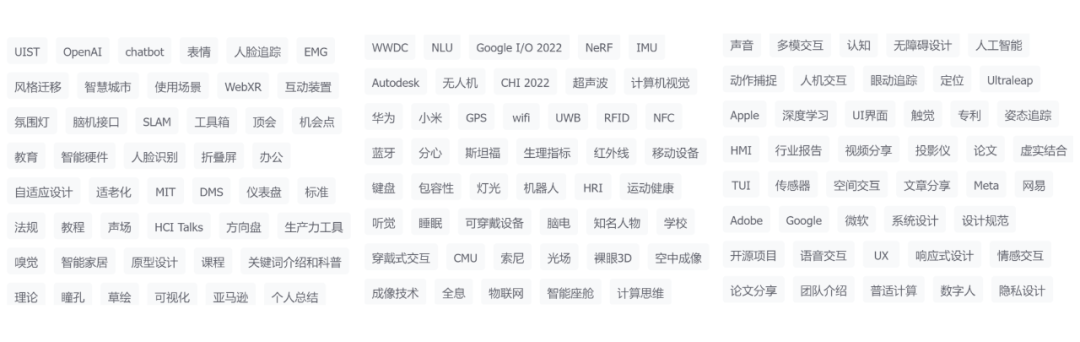 UIST OpenAI chatbot 表情 人脸追踪 EMG
风格迁移 智慧城市 使用场景 WebXR 互动装置
氛围灯 脑机接口 SLAM 工具箱 顶会 机会点
教育 智能硬件 人脸识别 折叠屏 办公
自适应设计 适老化 MIT DMS 仪表盘 标准
法规 教程 声场 HCI Talks 方向盘 生产力工具
嗅觉 智能家居 原型设计 课程 关键词介绍和科普
理论 瞳孔 草绘 可视化 亚马逊 个人总结
WWDC NLU Google I/O 2022 NeRF IMU
Autodesk 无人机 CHI 2022 超声波 计算机视觉
华为 小米 GPS wifi UWB RFID NFC
蓝牙 分心 斯坦福 生理指标 红外线 移动设备
键盘 包容性 灯光 机器人 HRI 运动健康
听觉 睡眠 可穿戴设备 脑电 知名人物 学校
穿戴式交互 CMU 索尼 光场 裸眼3D 空中成像
成像技术 全息 物联网 智能座舱 计算思维
声音 多模交互 认知 无障碍设计 人工智能
动作捕捉 人机交互 眼动追踪 定位 Ultraleap
Apple 深度学习 UI界面 触觉 专利 姿态追踪
HMI 行业报告 视频分享 投影仪 论文 虚实结合
TUI 传感器 空间交互 文章分享 Meta 网易
Adobe Google 微软 系统设计 设计规范
开源项目 语音交互 UX 响应式设计 情感交互
论文分享 团队介绍 普适计算 数字人 隐私设计